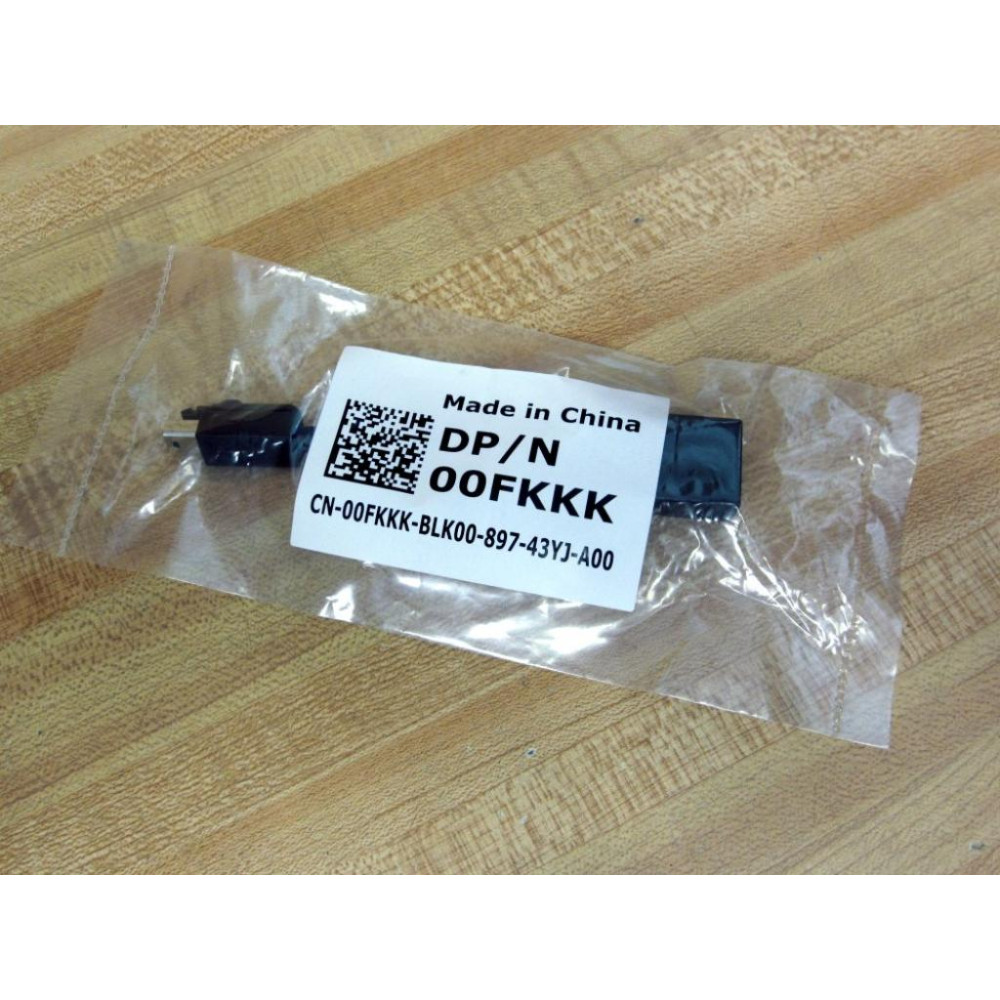 Made in China
DP/N
00FKKK
CN-00FKKK-BLK00-897-43YJ-A00